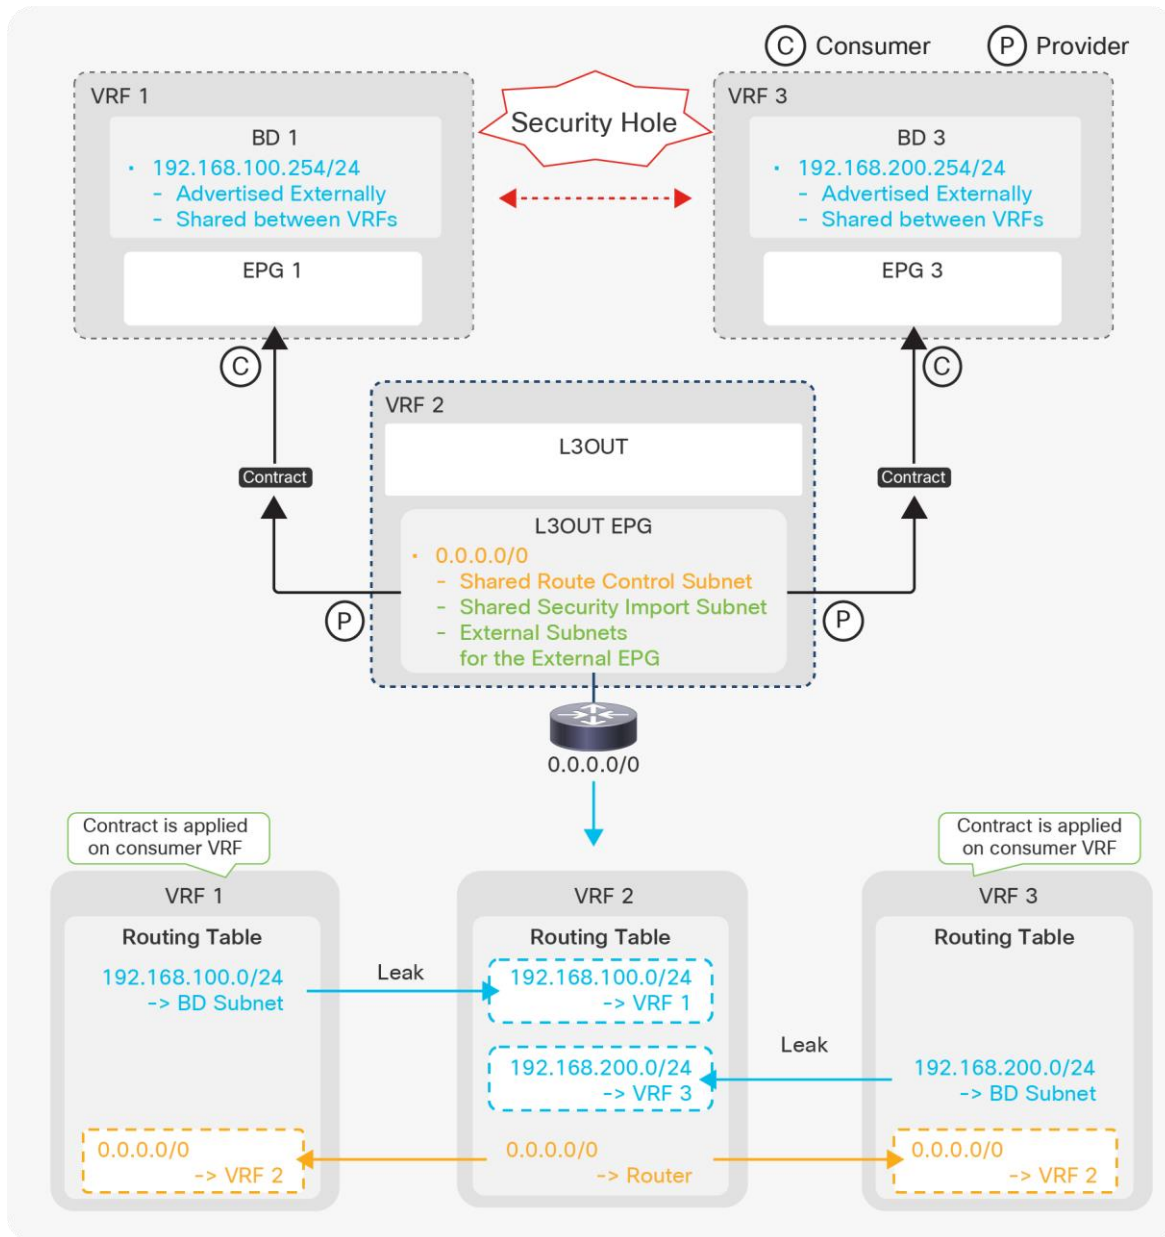 C Consumer
P Provider
VRF 1
BD 1
· 192.168.100.254/24
- Advertised Externally
- Shared between VRFs
EPG 1
Security Hole
VRF 3
BD 3
· 192.168.200.254/24
- Advertised Externally
- Shared between VRFs
EPG 3
C
C
VRF 2
L3OUT
Contract
Contract
L3OUT EPG
· 0.0.0.0/0
- Shared Route Control Subnet
- Shared Security Import Subnet
- External Subnets
for the External EPG
P
P
0.0.0.0/0
Contract is applied
on consumer VRF
Contract is applied
on consumer VRF
VRF 1
Routing Table
192.168.100.0/24
-> BD Subnet
0.0.0.0/0
-> VRF 2
Leak
VRF 2
Routing Table
192.168.100.0/24
-> VRF 1
192.168.200.0/24
-> VRF 3
0.0.0.0/0
-> Router
Leak
VRF 3
Routing Table
192.168.200.0/24
-> BD Subnet
0.0.0.0/0
-> VRF 2